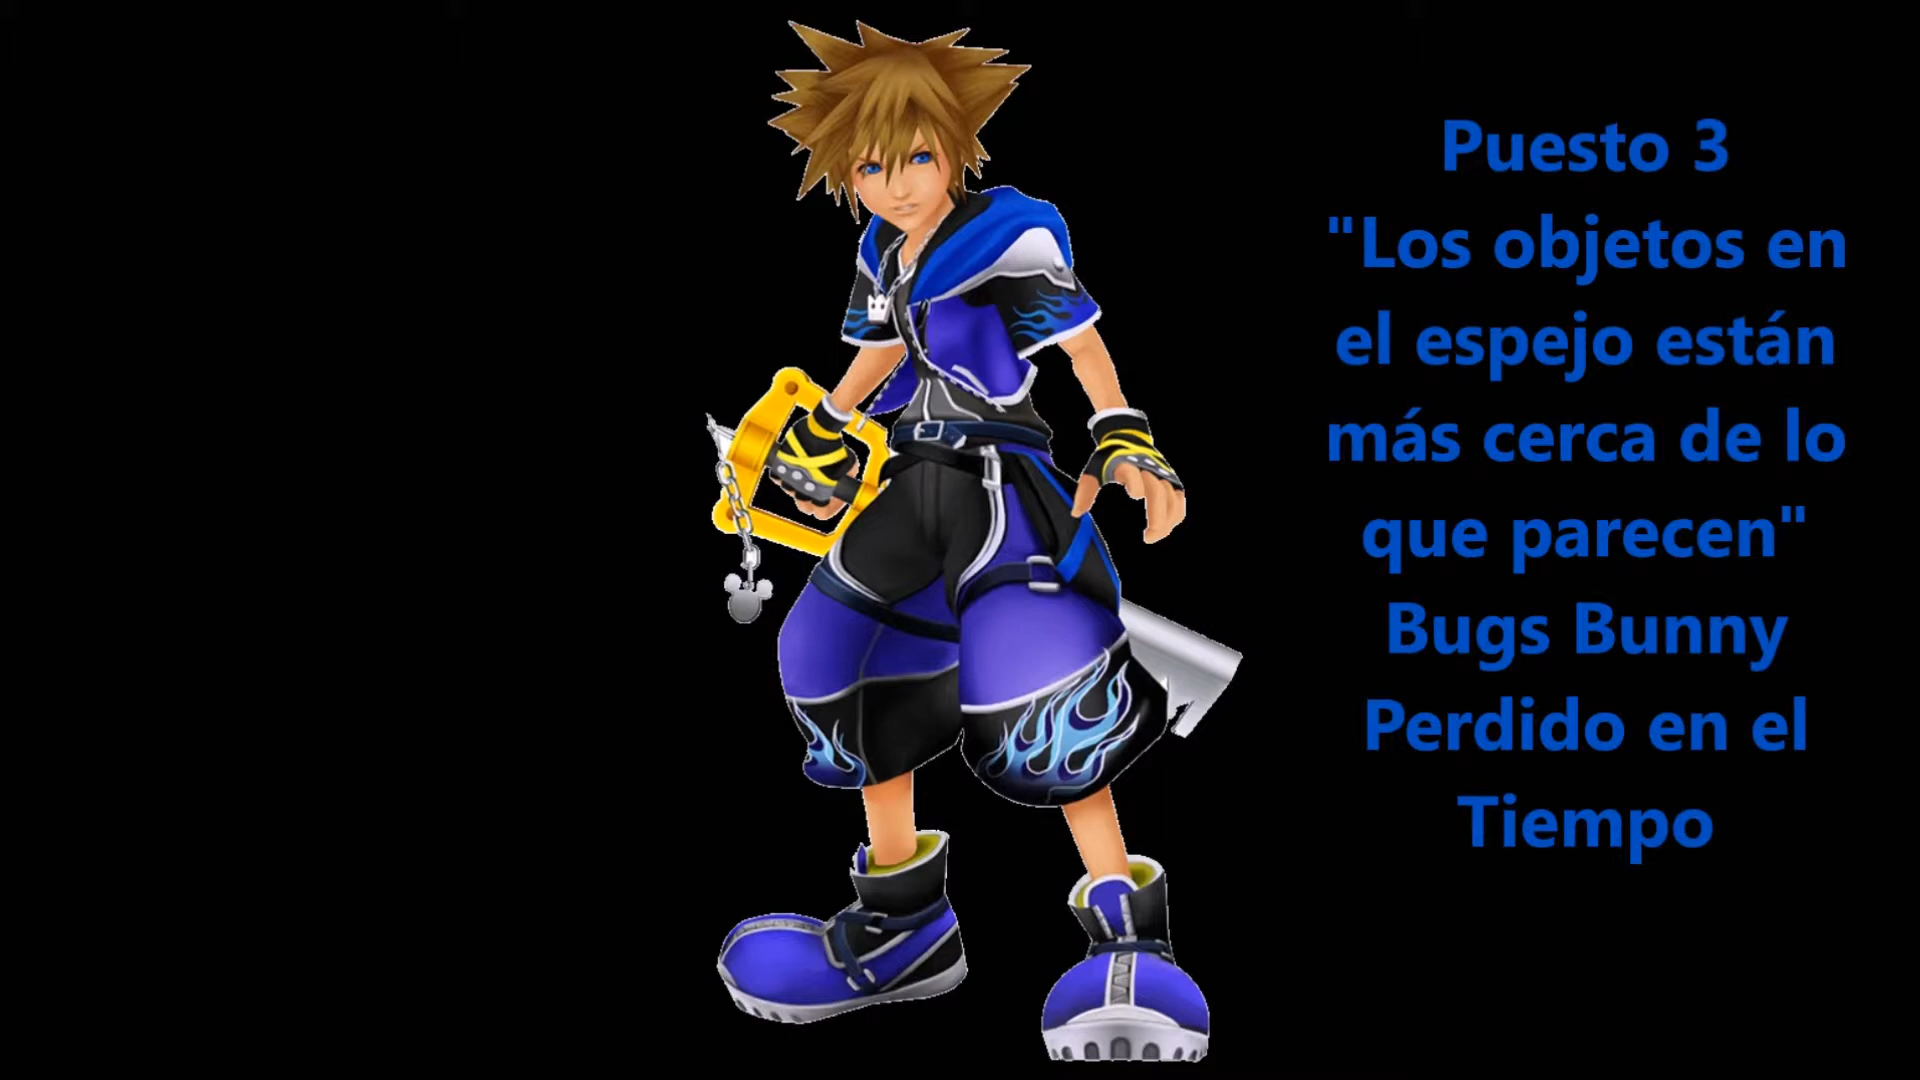 Puesto 3
"Los objetos en
el espejo están
más cerca de lo
que parecen"
Bugs Bunny
Perdido en el
Tiempo